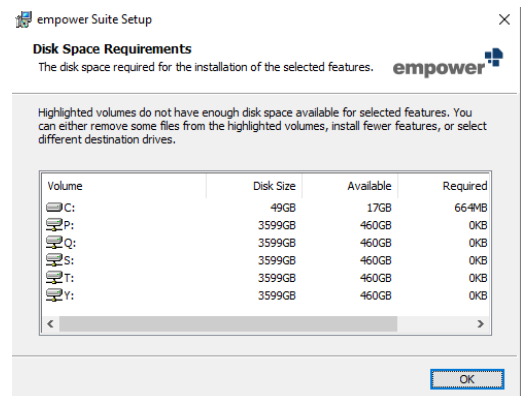 empower Suite Setup
Disk Space Requirements
The disk space required for the installation of the selected features.
empower
Highlighted volumes do not have enough disk space available for selected features. You
can either remove some files from the highlighted volumes, install fewer features, or select
different destination drives.
Volume Disk Size Available Required
C: 49GB 17GB 664MB
P: 3599GB 460GB 0KB
Q: 3599GB 460GB 0KB
S: 3599GB 460GB 0KB
T: 3599GB 460GB 0KB
Y: 3599GB 460GB 0KB
OK